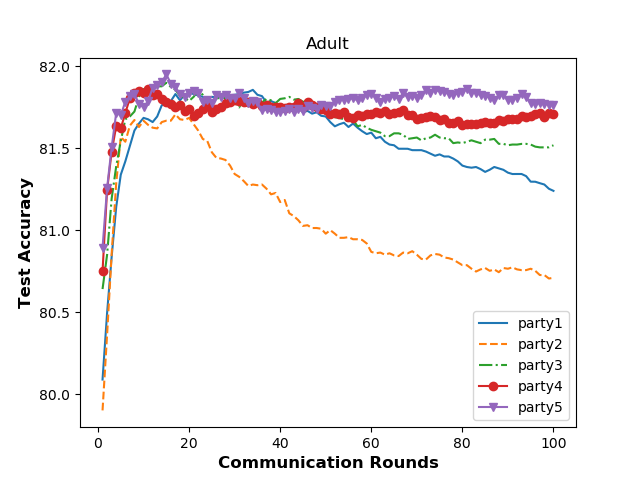 Adult
82.0
81.5
81.0
80.5
80.0
Test Accuracy
0
20
40
60
80
100
Communication Rounds
party1
party2
party3
party4
party5